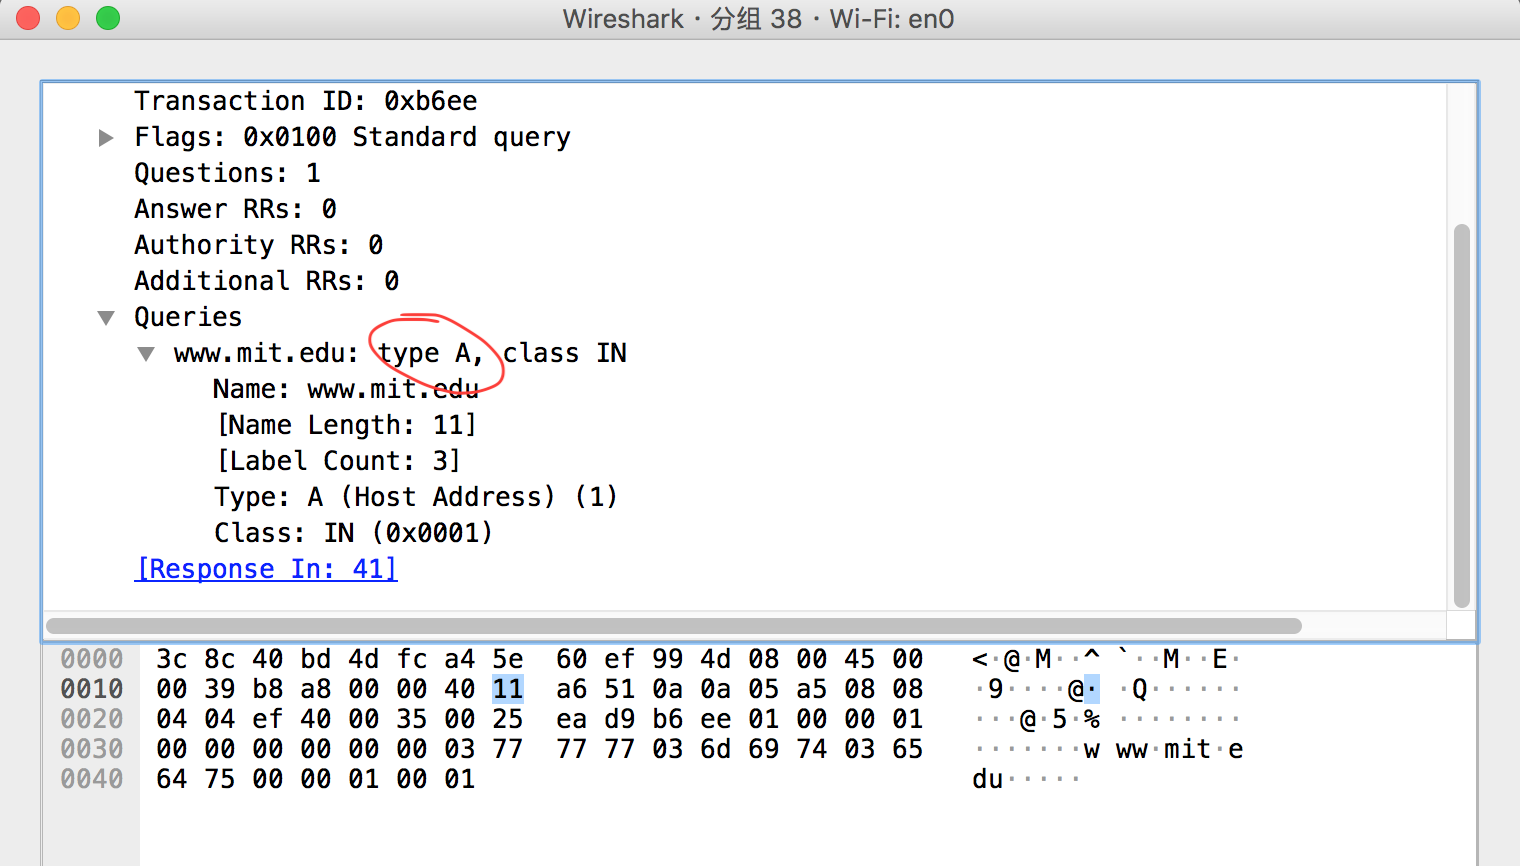 Wireshark · 分组 38 · Wi-Fi: en0
Transaction ID: 0xb6ee
Flags: 0x0100 Standard query
Questions: 1
Answer RRs: 0
Authority RRs: 0
Additional RRs: 0
Queries
www.mit.edu: type A, class IN
Name: www.mit.edu
[Name Length: 11]
[Label Count: 3]
Type: A (Host Address) (1)
Class: IN (0x0001)
[Response In: 41]
0000 3c 8c 40 bd 4d fc a4 5e 60 ef 99 4d 08 00 45 00 <·@·M··^ `··M··E·
0010 00 39 b8 a8 00 00 40 11 a6 51 0a 0a 05 a5 08 08 ·9····@· ·Q······
0020 04 04 ef 40 00 35 00 25 ea d9 b6 ee 01 00 00 01 ···@·5·% ········
0030 00 00 00 00 00 00 03 77 77 77 03 6d 69 74 03 65 ·······w ww·mit·e
0040 64 75 00 00 01 00 01 du·····